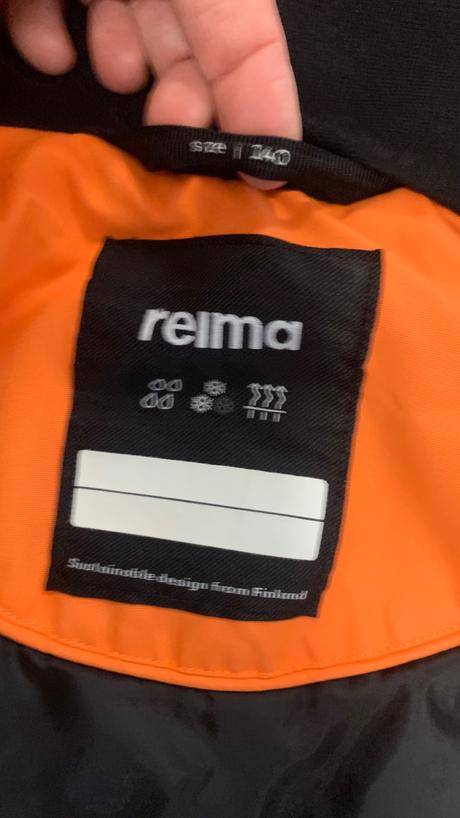 size | 140
reima
Sustainable design from Finland